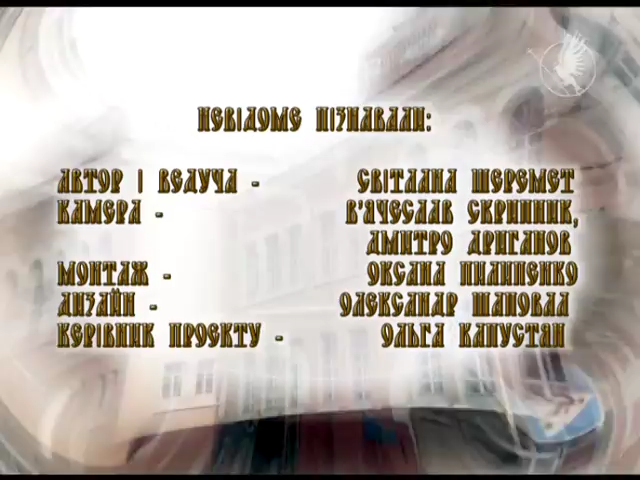 НЕВІДОМЕ ПІЗНАВАЛИ:
АВТОР І ВЕДУЧА - СВІТЛАНА ШЕРЕМЕТ
КАМЕРА - В'ЯЧЕСЛАВ СКРИПНИК,
ДМИТРО ДРИГАНОВ
МОНТАЖ - ОКСАНА ПИЛИПЕНКО
ДИЗАЙН - ОЛЕКСАНДР ШАПОВАЛ
КЕРІВНИК ПРОЕКТУ - ОЛЬГА КАПУСТЯН